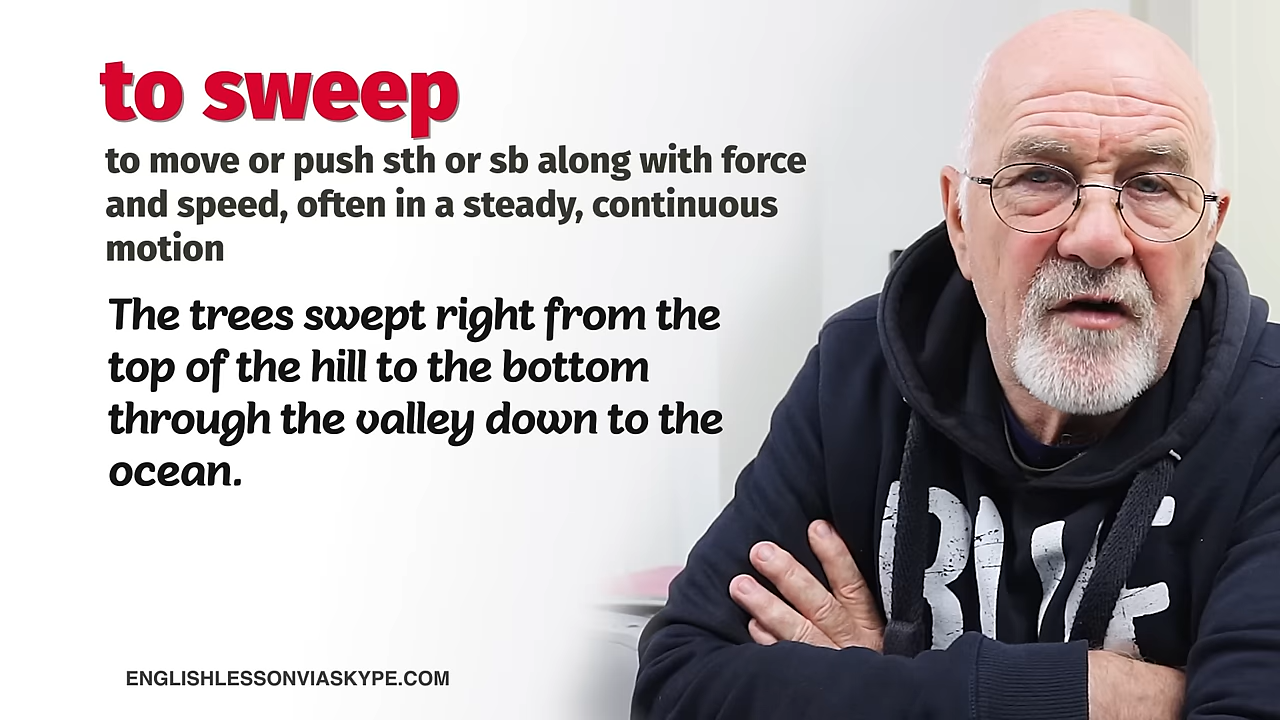 to sweep
to move or push sth or sb along with force
and speed, often in a steady, continuous
motion
The trees swept right from the
top of the hill to the bottom
through the valley down to the
ocean.
ENGLISHLESSONVIASKYPE.COM